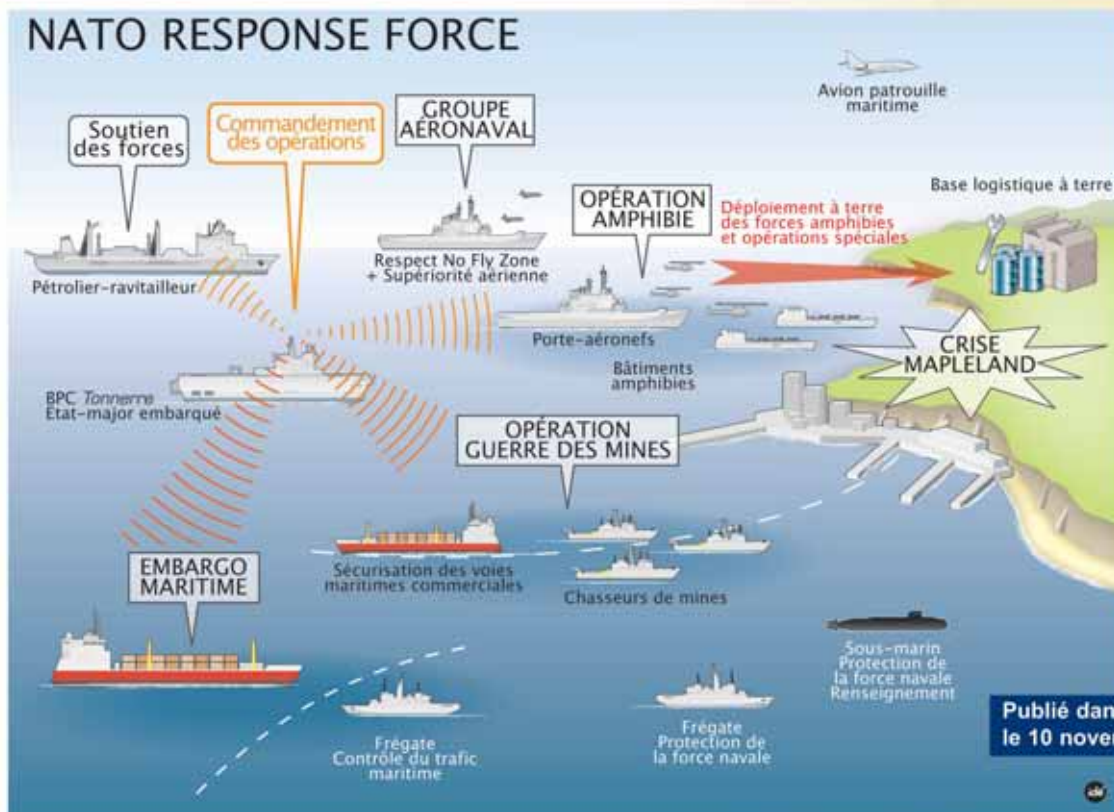 NATO RESPONSE FORCE
Avion patrouille
maritime
Soutien
des forces
Commandement
des opérations
GROUPE
AÉRONAVAL
OPÉRATION
AMPHIBIE
Déploiement à terre
des forces amphibies
et opérations spéciales
Base logistique à terre
Pétrolier-ravitailleur
Respect No Fly Zone
+ Supériorité aérienne
Porte-aéronefs
Bâtiments
amphibies
CRISE
MAPLELAND
BPC Tonnerre
État-major embarqué
OPÉRATION
GUERRE DES MINES
EMBARGO
MARITIME
Sécurisation des voies
maritimes commerciales
Chasseurs de mines
Sous-marin
Protection de
la force navale
Renseignement
Frégate
Contrôle du trafic
maritime
Frégate
Protection de
la force navale
Publié dan
le 10 nove